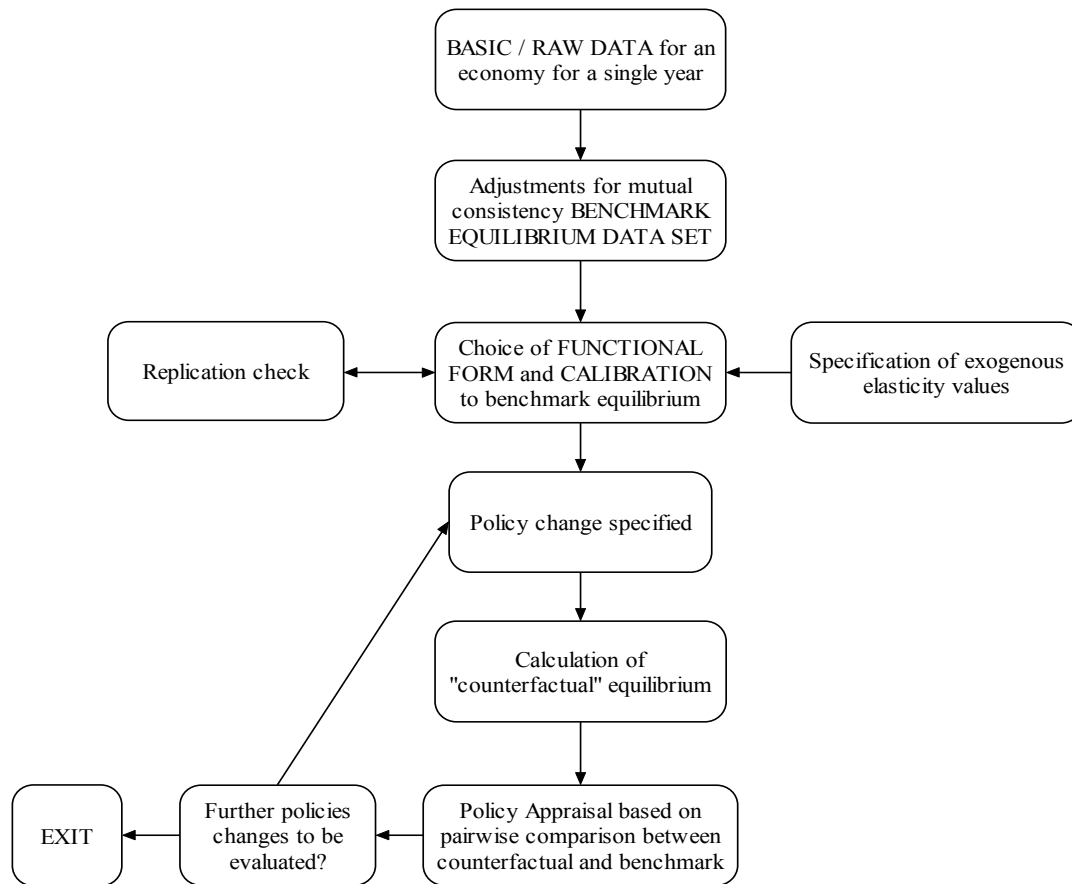 BASIC / RAW DATA for an
economy for a single year
Adjustments for mutual
consistency BENCHMARK
EQUILIBRIUM DATA SET
Replication check
Choice of FUNCTIONAL
FORM and CALIBRATION
to benchmark equilibrium
Specification of exogenous
elasticity values
Policy change specified
Calculation of
"counterfactual" equilibrium
EXIT
Further policies
changes to be
evaluated?
Policy Appraisal based on
pairwise comparison between
counterfactual and benchmark